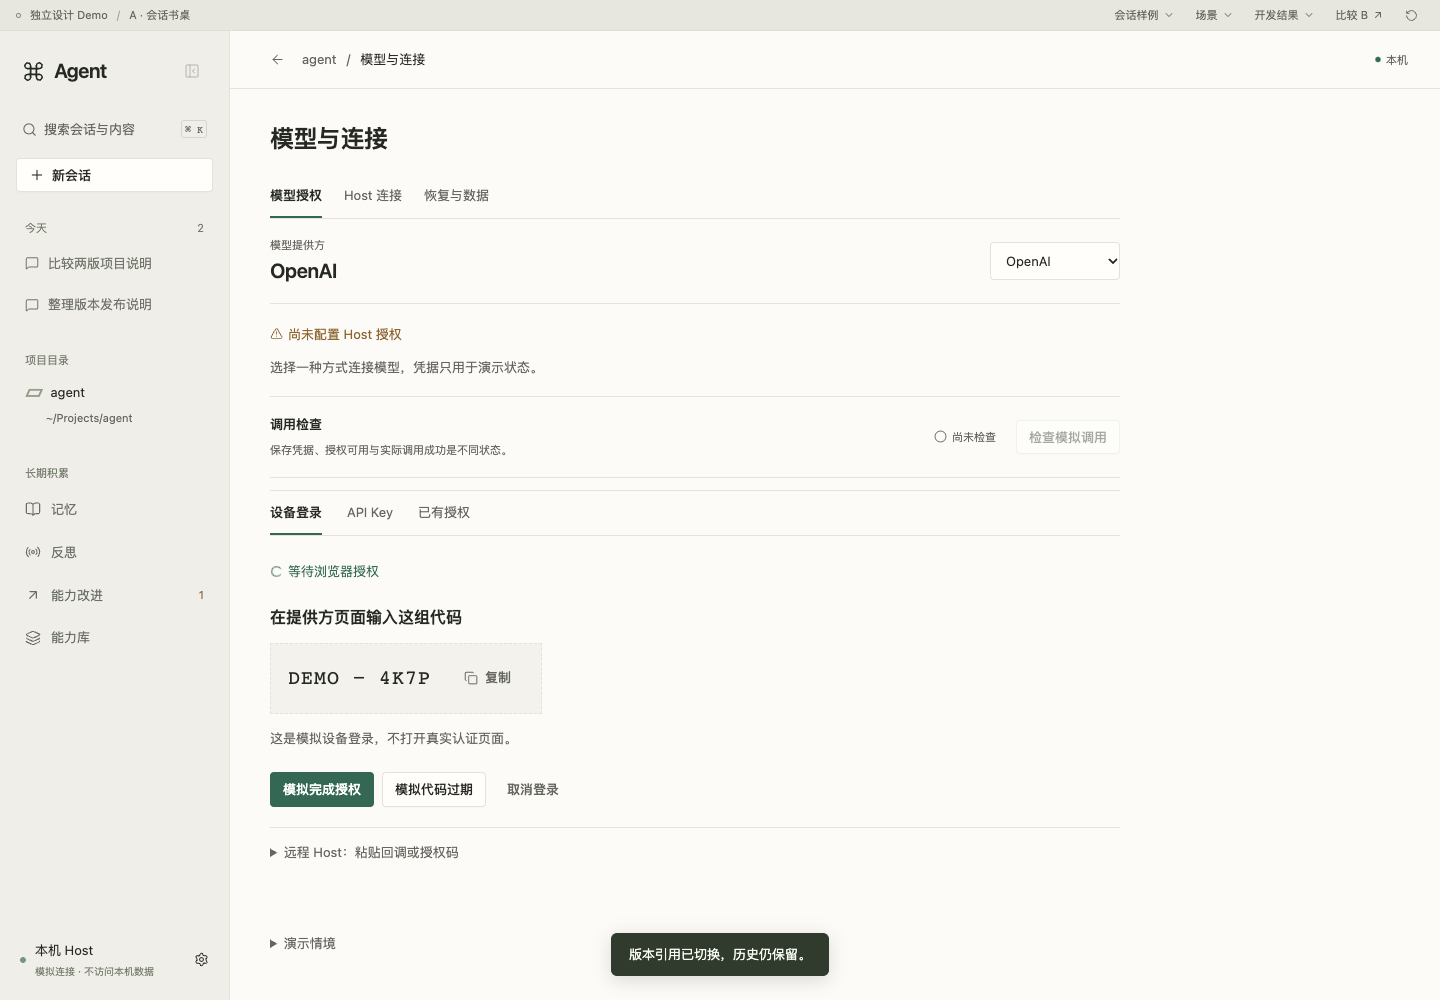 独立设计 Demo / A · 会话书桌
会话样例 场景 开发结果 比较 B
Agent
搜索会话与内容 ⌘ K
新会话
今天 2
比较两版项目说明
整理版本发布说明
项目目录
agent
~/Projects/agent
长期积累
记忆
反思
能力改进 1
能力库
本机 Host
模拟连接 · 不访问本机数据
agent / 模型与连接
本机
模型与连接
模型授权 Host 连接 恢复与数据
模型提供方
OpenAI
OpenAI
尚未配置 Host 授权
选择一种方式连接模型，凭据只用于演示状态。
调用检查
保存凭据、授权可用与实际调用成功是不同状态。
尚未检查 检查模拟调用
设备登录 API Key 已有授权
等待浏览器授权
在提供方页面输入这组代码
DEMO – 4K7P 复制
这是模拟设备登录，不打开真实认证页面。
模拟完成授权 模拟代码过期 取消登录
远程 Host：粘贴回调或授权码
演示情境
版本引用已切换，历史仍保留。